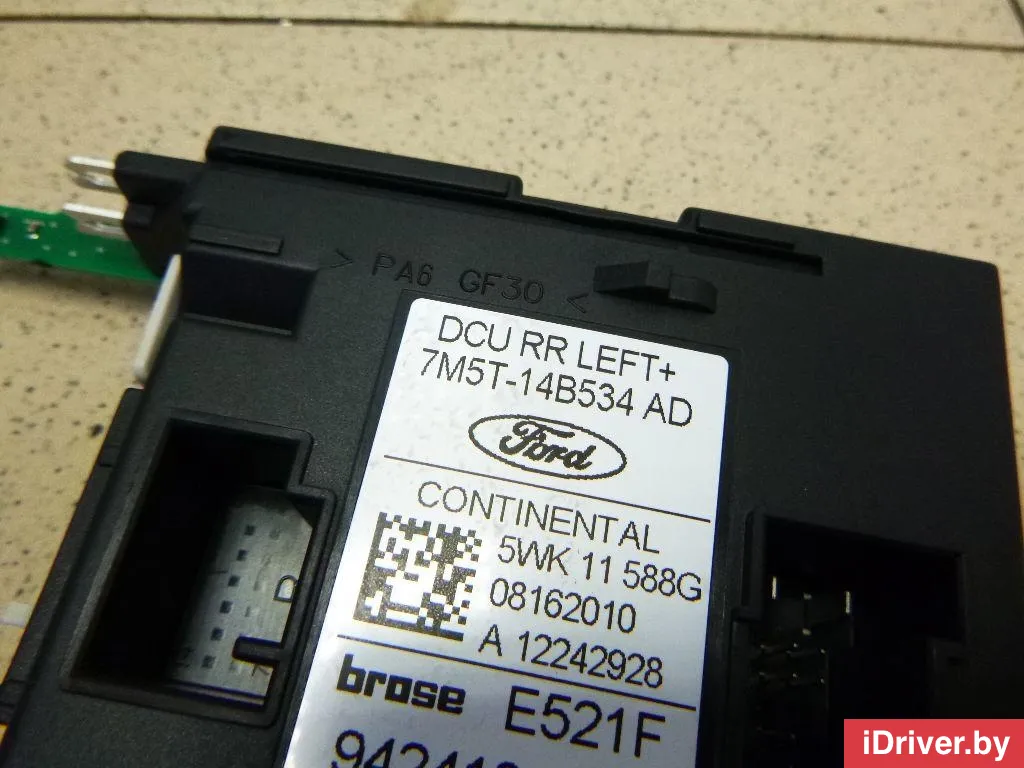 > PA6 GF30 <
DCU RR LEFT+
7M5T-14B534 AD
Ford
CONTINENTAL
5WK 11 588G
08162010
A 12242928
brose E521F
iDriver.by